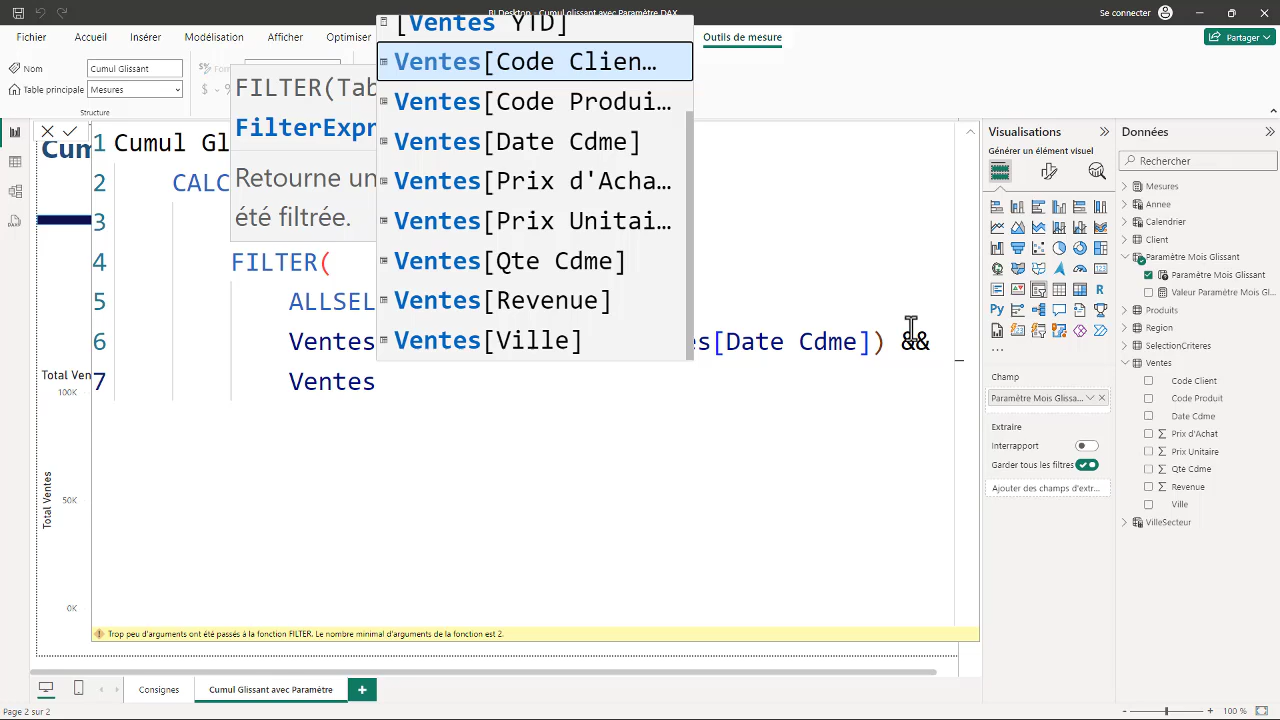 BI Desktop - Cumul glissant avec Paramètre DAX
Se connecter
Fichier
Accueil
Insérer
Modélisation
Afficher
Optimiser
Outils de mesure
Partager
Nom
Cumul Glissant
Table principale
Mesures
Structure
$
FILTER(Tab
FilterExpr
Retourne un
été filtrée.
[Ventes YTD]
Ventes[Code Clien…
Ventes[Code Produi…
Ventes[Date Cdme]
Ventes[Prix d'Acha…
Ventes[Prix Unitai…
Ventes[Qte Cdme]
Ventes[Revenue]
Ventes[Ville]
Cum
1 Cumul Gl
2 CALC
3
4 FILTER(
5 ALLSEL
6 Ventes es[Date Cdme]) &&
7 Ventes
Total Ven
100K
50K
0K
Total Ventes
Trop peu d'arguments ont été passés à la fonction FILTER. Le nombre minimal d'arguments de la fonction est 2.
Visualisations
Générer un élément visuel
Py
R
...
Champ
Paramètre Mois Glissa...
Extraire
Interrapport
Garder tous les filtres
Ajouter des champs d'extr...
Données
Rechercher
Mesures
Annee
Calendrier
Client
Paramètre Mois Glissant
Paramètre Mois Glissant
Valeur Paramètre Mois Gl...
Produits
Region
SelectionCriteres
Ventes
Code Client
Code Produit
Date Cdme
Prix d'Achat
Prix Unitaire
Qte Cdme
Revenue
Ville
VilleSecteur
Consignes
Cumul Glissant avec Paramètre
+
Page 2 sur 2
- + 100 %